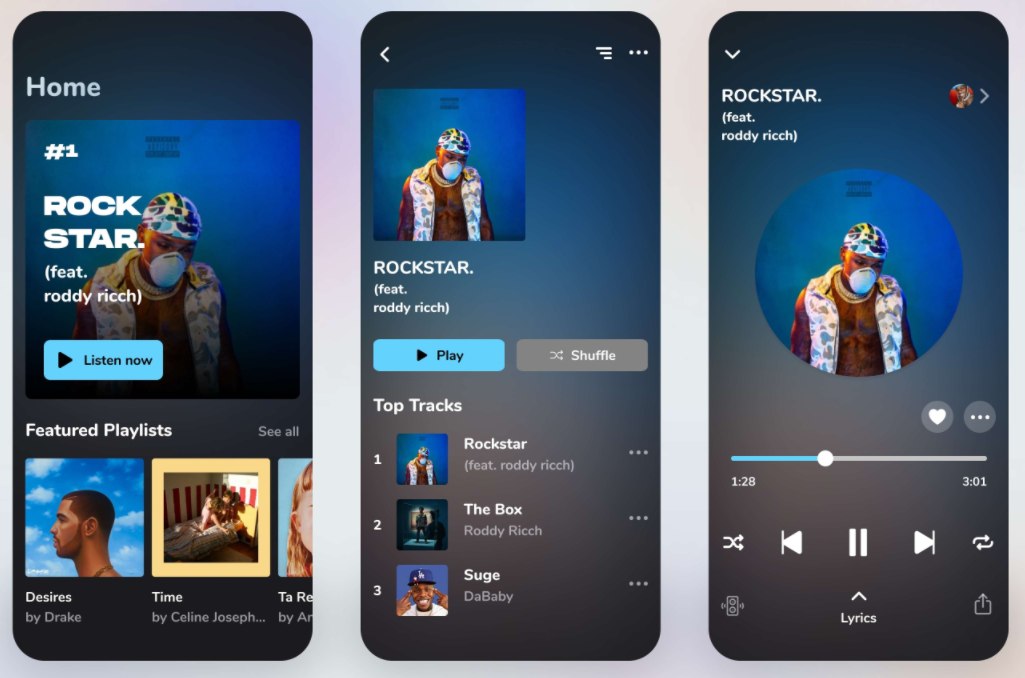 Home
#1
ROCK
STAR.
(feat.
roddy ricch)
Listen now
Featured Playlists
See all
Desires
by Drake
Time
by Celine Joseph...
Ta Re
by Ar
ROCKSTAR.
(feat.
roddy ricch)
Play
Shuffle
Top Tracks
1
Rockstar
(feat. roddy ricch)
2
The Box
Roddy Ricch
3
Suge
DaBaby
ROCKSTAR.
(feat.
roddy ricch)
1:28
3:01
Lyrics